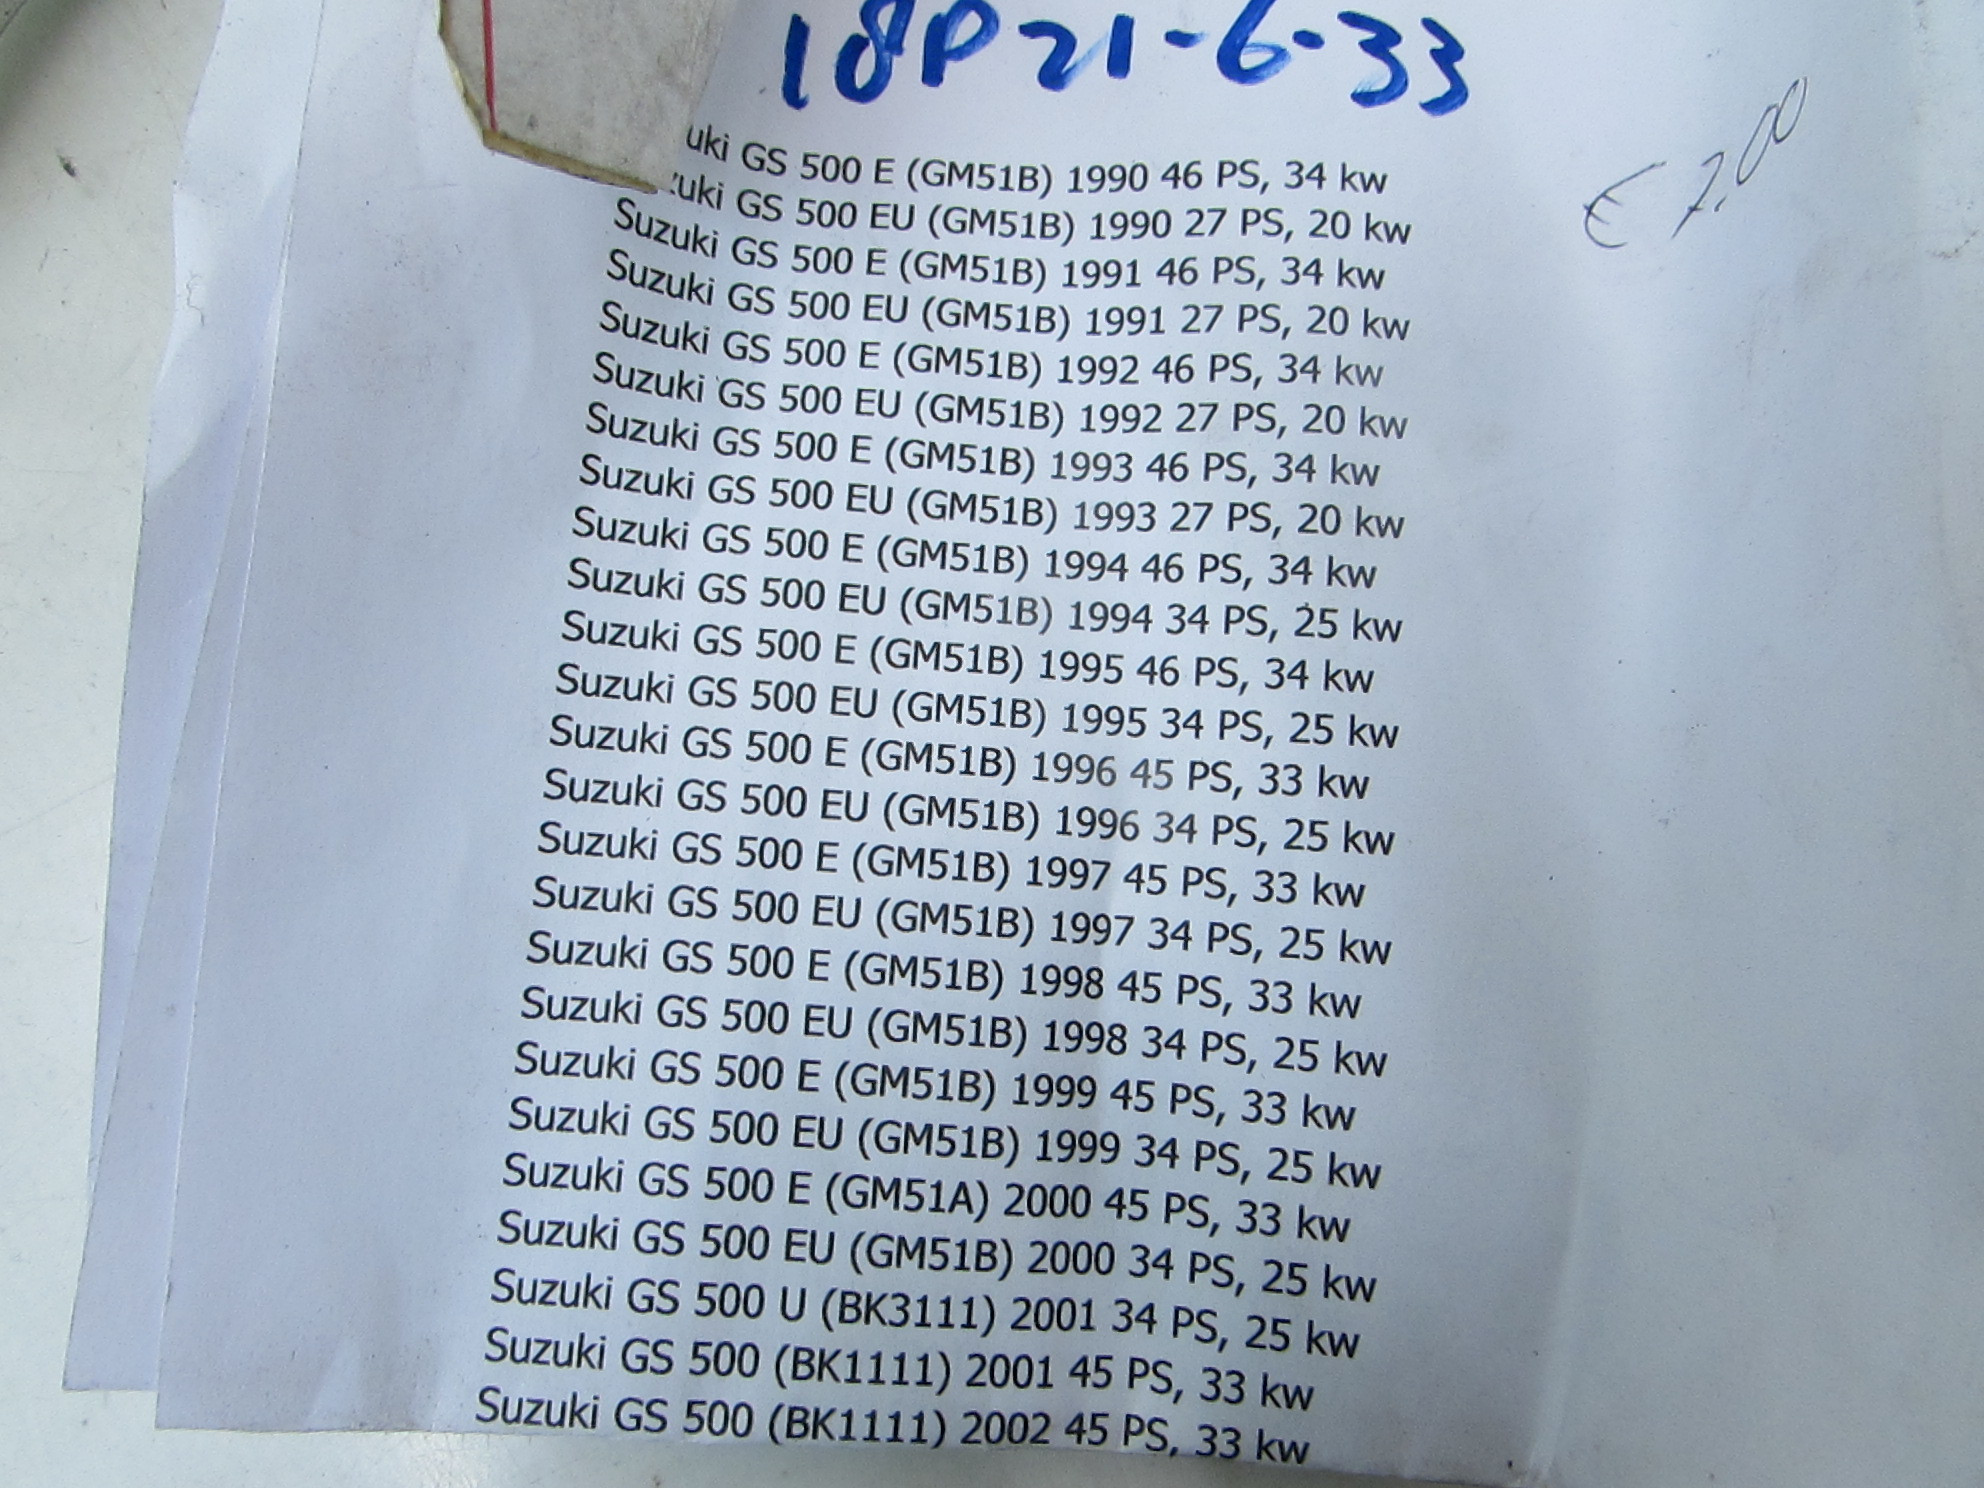 18P21-6-33
€ 7,00
uki GS 500 E (GM51B) 1990 46 PS, 34 kw
zuki GS 500 EU (GM51B) 1990 27 PS, 20 kw
Suzuki GS 500 E (GM51B) 1991 46 PS, 34 kw
Suzuki GS 500 EU (GM51B) 1991 27 PS, 20 kw
Suzuki GS 500 E (GM51B) 1992 46 PS, 34 kw
Suzuki GS 500 EU (GM51B) 1992 27 PS, 20 kw
Suzuki GS 500 E (GM51B) 1993 46 PS, 34 kw
Suzuki GS 500 EU (GM51B) 1993 27 PS, 20 kw
Suzuki GS 500 E (GM51B) 1994 46 PS, 34 kw
Suzuki GS 500 EU (GM51B) 1994 34 PS, 25 kw
Suzuki GS 500 E (GM51B) 1995 46 PS, 34 kw
Suzuki GS 500 EU (GM51B) 1995 34 PS, 25 kw
Suzuki GS 500 E (GM51B) 1996 45 PS, 33 kw
Suzuki GS 500 EU (GM51B) 1996 34 PS, 25 kw
Suzuki GS 500 E (GM51B) 1997 45 PS, 33 kw
Suzuki GS 500 EU (GM51B) 1997 34 PS, 25 kw
Suzuki GS 500 E (GM51B) 1998 45 PS, 33 kw
Suzuki GS 500 EU (GM51B) 1998 34 PS, 25 kw
Suzuki GS 500 E (GM51B) 1999 45 PS, 33 kw
Suzuki GS 500 EU (GM51B) 1999 34 PS, 25 kw
Suzuki GS 500 E (GM51A) 2000 45 PS, 33 kw
Suzuki GS 500 EU (GM51B) 2000 34 PS, 25 kw
Suzuki GS 500 U (BK3111) 2001 34 PS, 25 kw
Suzuki GS 500 (BK1111) 2001 45 PS, 33 kw
Suzuki GS 500 (BK1111) 2002 45 PS, 33 kw